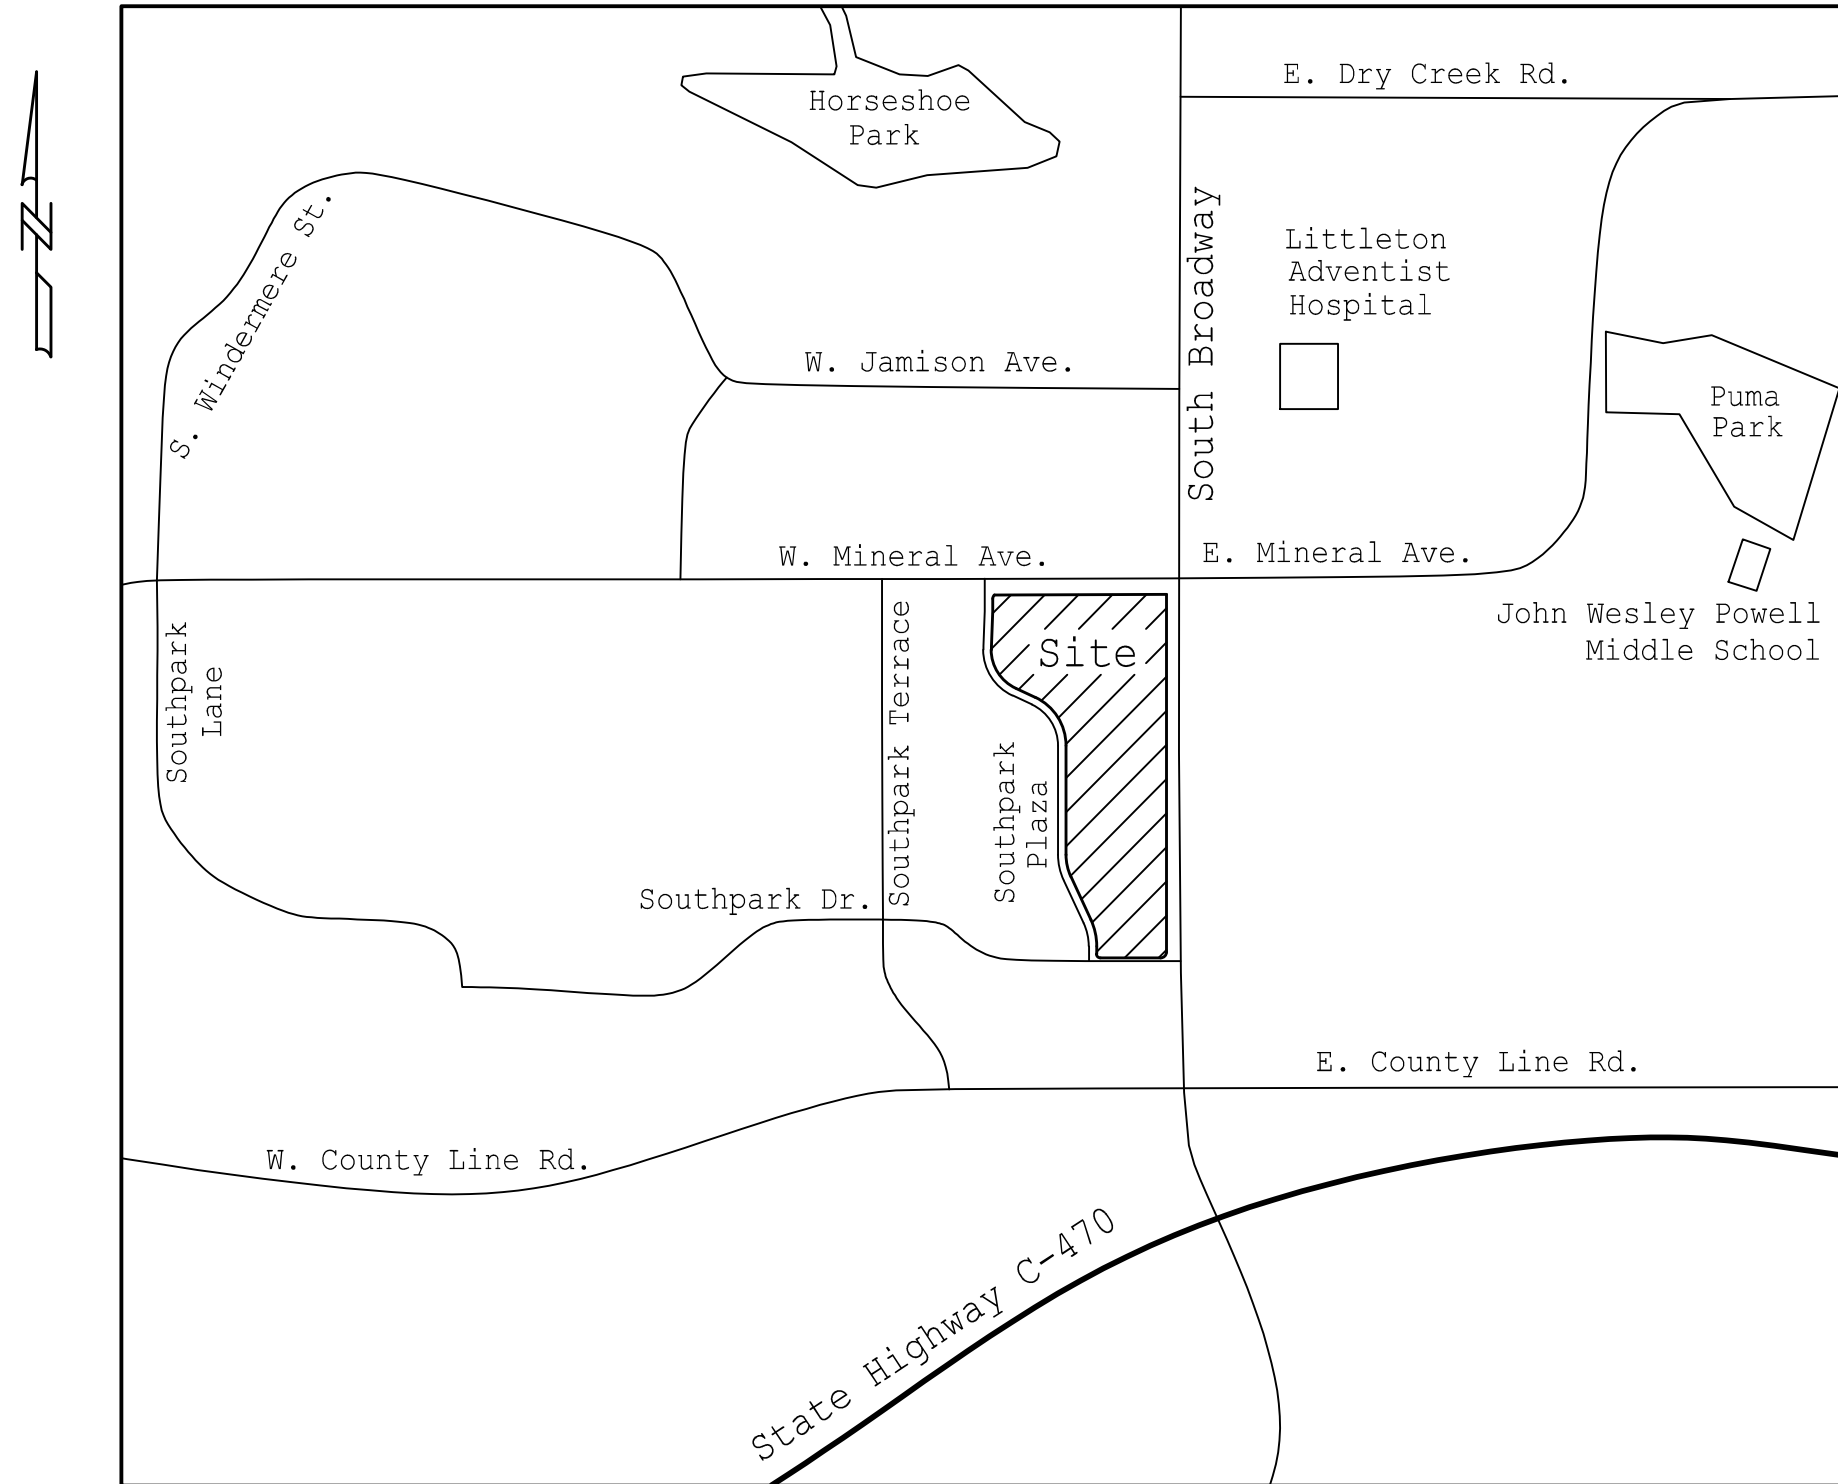 E. Dry Creek Rd.
Horseshoe
Park
S. Windermere St.
South Broadway
Littleton
Adventist
Hospital
W. Jamison Ave.
Puma
Park
N
W. Mineral Ave.
E. Mineral Ave.
John Wesley Powell
Middle School
Southpark
Lane
Southpark Terrace
Site
Southpark
Plaza
Southpark Dr.
E. County Line Rd.
W. County Line Rd.
State Highway C-470